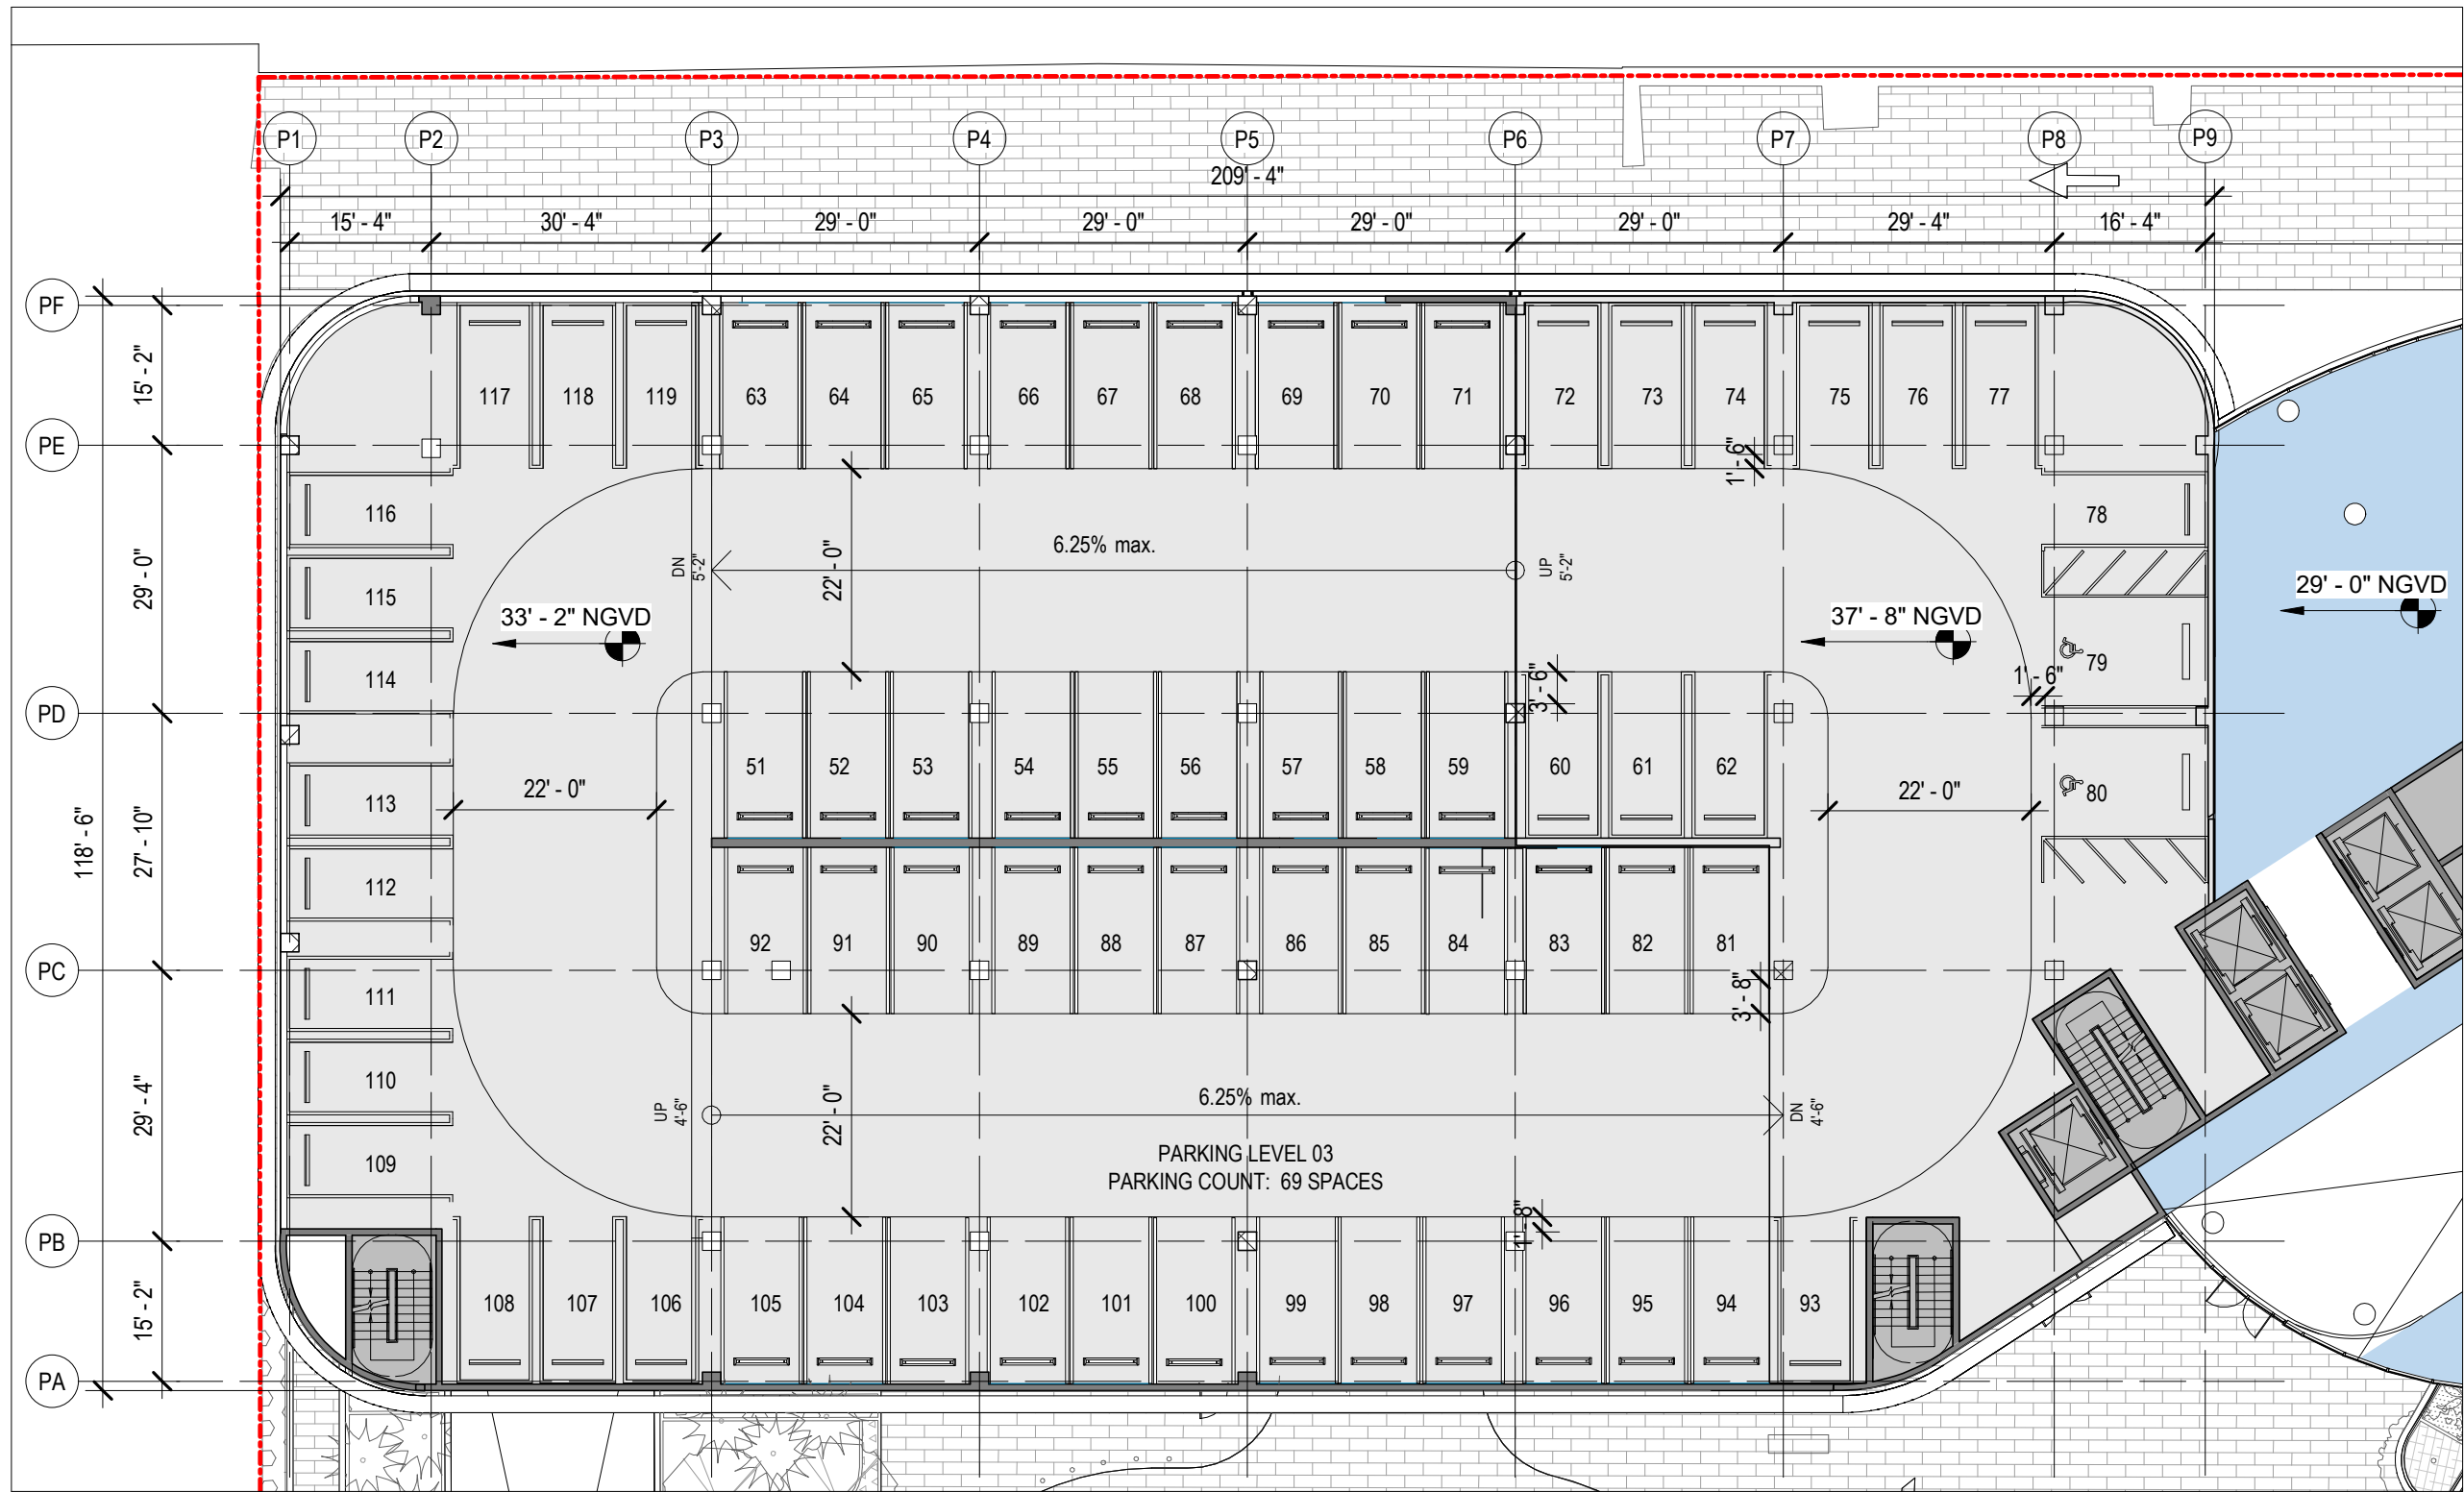 P1 P2 P3 P4 P5 P6 P7 P8 P9
209' - 4"
15' - 4" 30' - 4" 29' - 0" 29' - 0" 29' - 0" 29' - 0" 29' - 4" 16' - 4"
PF
15' - 2"
117 118 119 63 64 65 66 67 68 69 70 71 72 73 74 75 76 77
PE
1' - 6"
116
78
29' - 0"
DN
5'-2"
22' - 0"
6.25% max.
UP
5'-2"
115
33' - 2" NGVD
37' - 8" NGVD
29' - 0" NGVD
114
79
3' - 6"
1' - 6"
PD
51 52 53 54 55 56 57 58 59 60 61 62
22' - 0"
22' - 0"
113
80
118' - 6"
27' - 10"
112
92 91 90 89 88 87 86 85 84 83 82 81
PC
111
3' - 8"
29' - 4"
110
UP
4'-6"
22' - 0"
6.25% max.
DN
4'-6"
109
PARKING LEVEL 03
PARKING COUNT: 69 SPACES
1' - 8"
PB
15' - 2"
108 107 106 105 104 103 102 101 100 99 98 97 96 95 94 93
PA